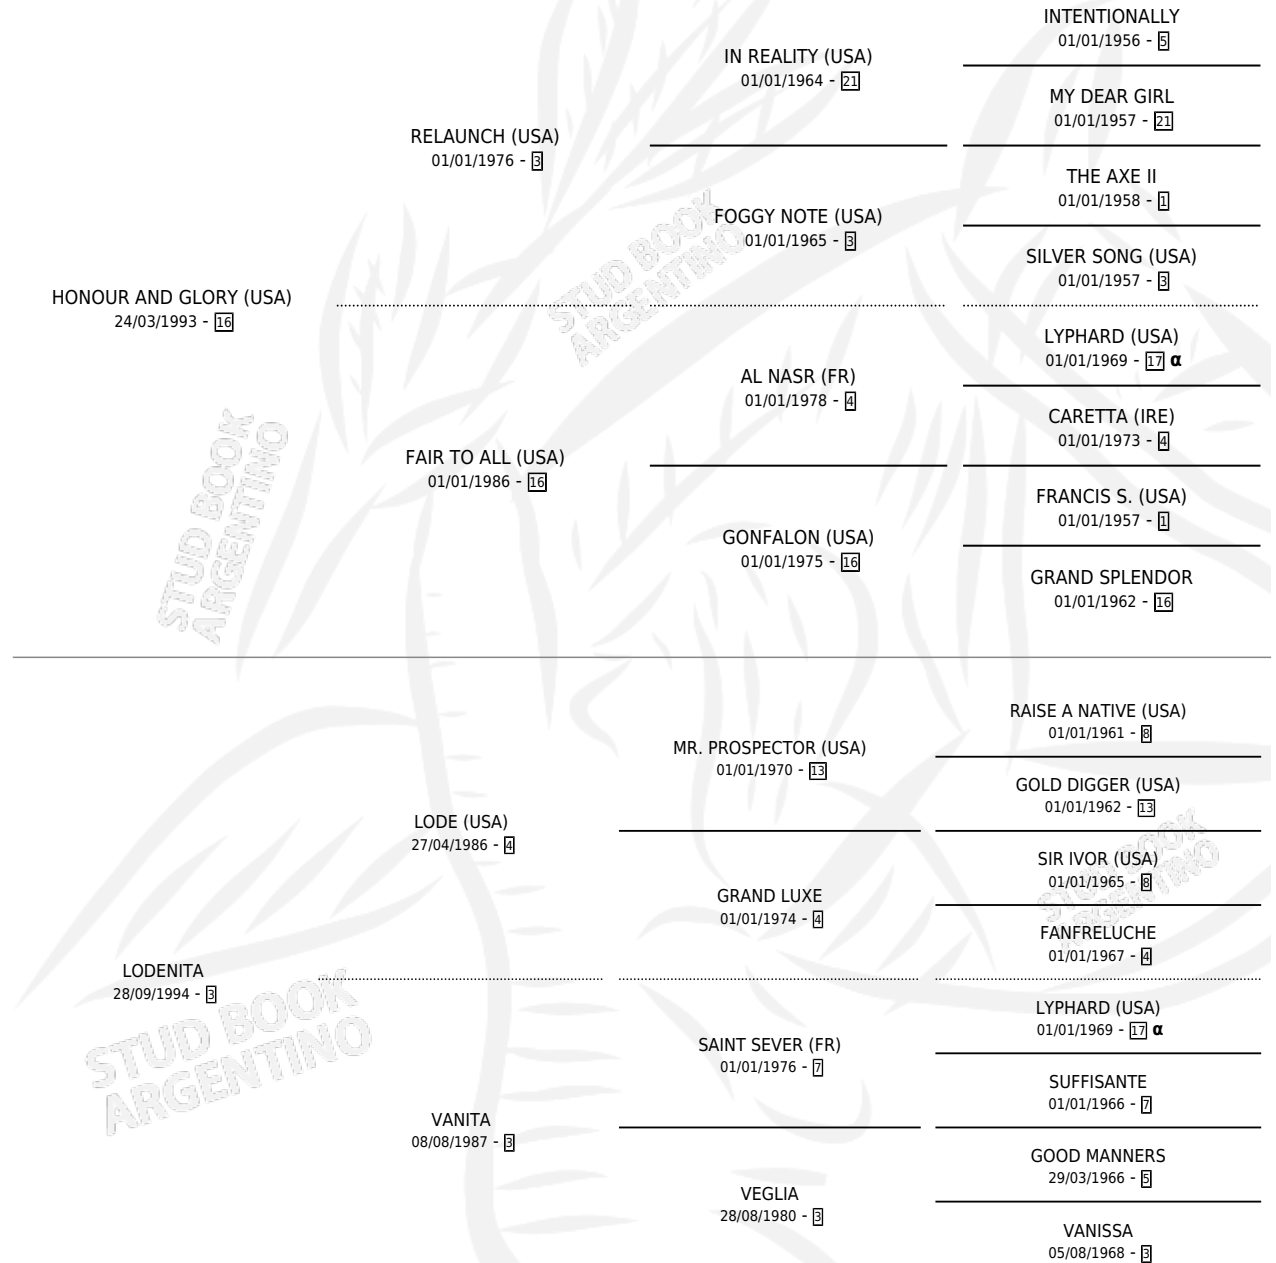 INTENTIONALLY
01/01/1956 - 5
IN REALITY (USA)
01/01/1964 - 21
MY DEAR GIRL
01/01/1957 - 21
RELAUNCH (USA)
01/01/1976 - 3
THE AXE II
01/01/1958 - 1
FOGGY NOTE (USA)
01/01/1965 - 3
SILVER SONG (USA)
01/01/1957 - 3
HONOUR AND GLORY (USA)
24/03/1993 - 16
LYPHARD (USA)
01/01/1969 - 17 α
AL NASR (FR)
01/01/1978 - 4
CARETTA (IRE)
01/01/1973 - 4
FAIR TO ALL (USA)
01/01/1986 - 16
FRANCIS S. (USA)
01/01/1957 - 1
GONFALON (USA)
01/01/1975 - 16
GRAND SPLENDOR
01/01/1962 - 16
RAISE A NATIVE (USA)
01/01/1961 - 8
MR. PROSPECTOR (USA)
01/01/1970 - 13
GOLD DIGGER (USA)
01/01/1962 - 13
LODE (USA)
27/04/1986 - 4
SIR IVOR (USA)
01/01/1965 - 8
GRAND LUXE
01/01/1974 - 4
FANFRELUCHE
01/01/1967 - 4
LODENITA
28/09/1994 - 3
LYPHARD (USA)
01/01/1969 - 17 α
SAINT SEVER (FR)
01/01/1976 - 7
SUFFISANTE
01/01/1966 - 7
VANITA
08/08/1987 - 3
GOOD MANNERS
29/03/1966 - 5
VEGLIA
28/08/1980 - 3
VANISSA
05/08/1968 - 3
STUD BOOK
ARGENTINO
STUD BOOK
ARGENTINO
STUD BOOK
ARGENTINO
STUD BOOK
ARGENTINO